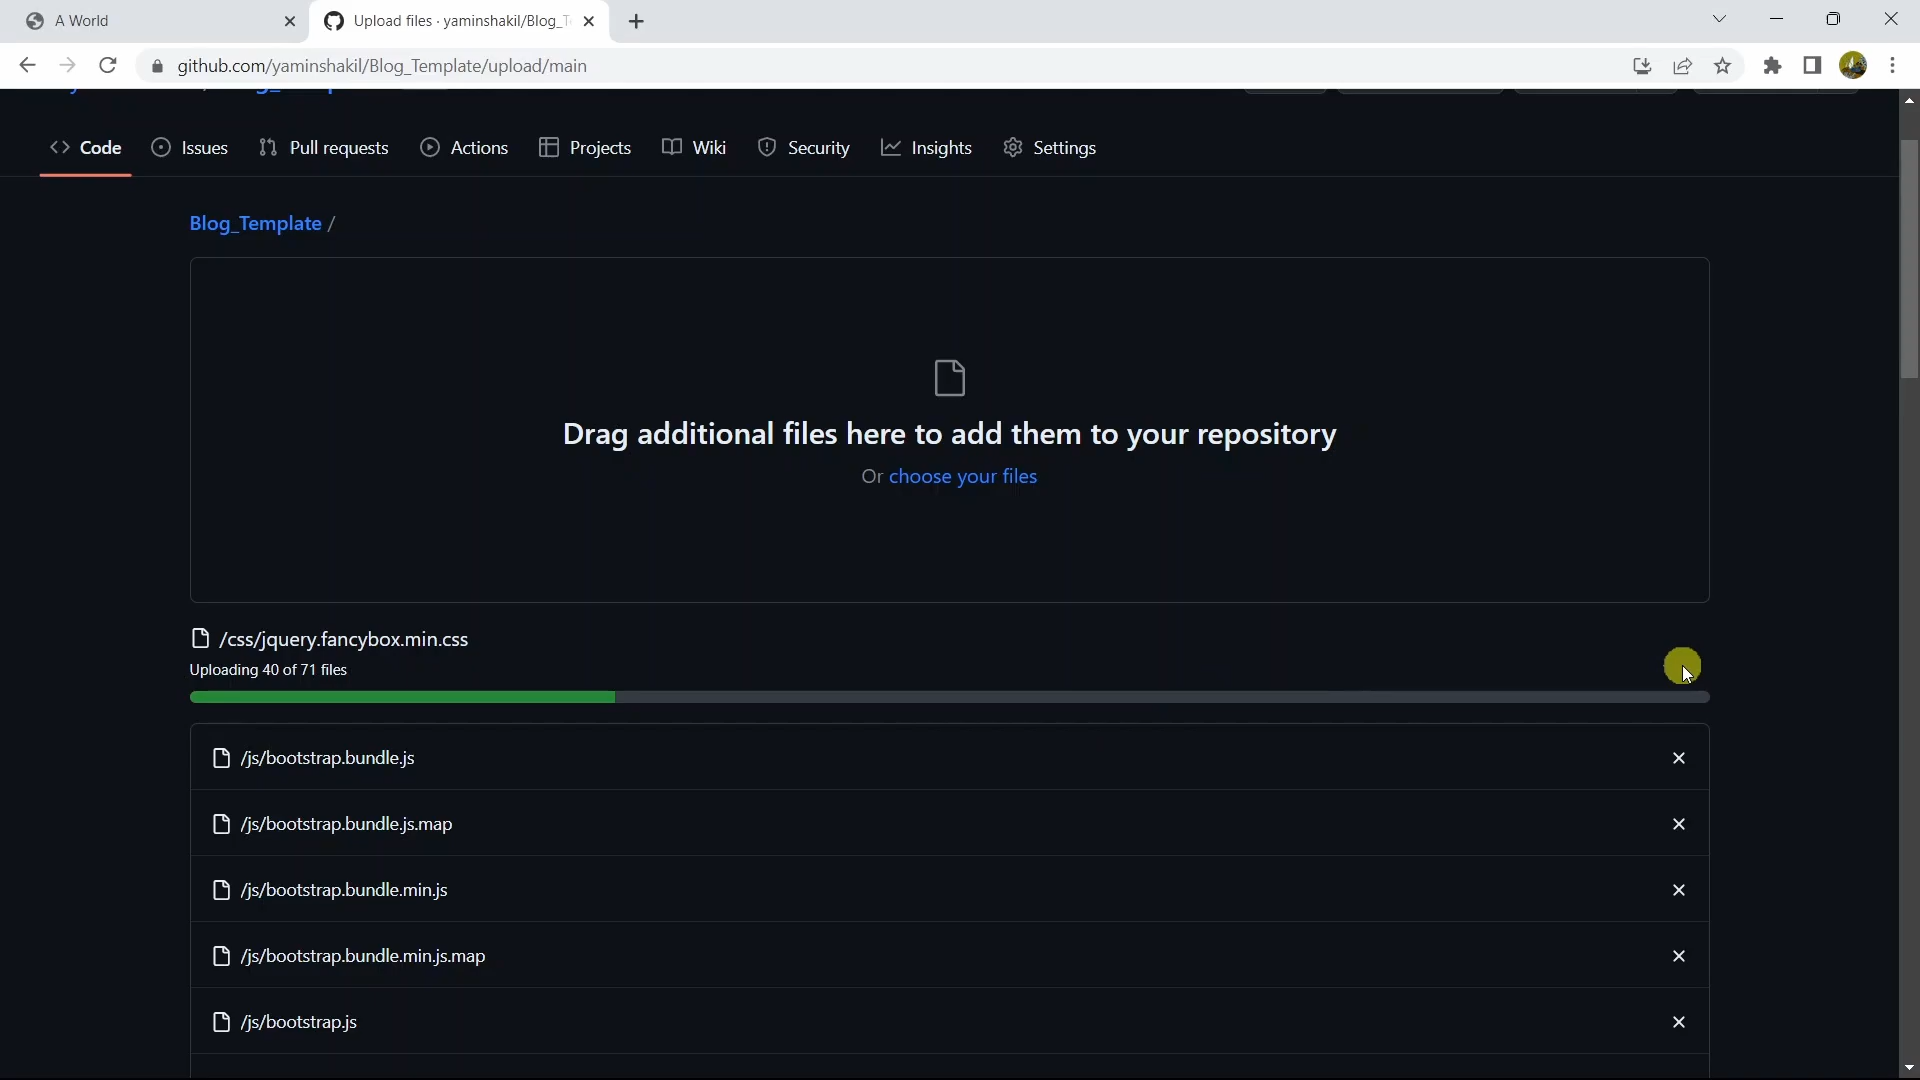 A World
Upload files · yaminshakil/Blog_T
github.com/yaminshakil/Blog_Template/upload/main
Code
Issues
Pull requests
Actions
Projects
Wiki
Security
Insights
Settings
Blog_Template /
Drag additional files here to add them to your repository
Or choose your files
/css/jquery.fancybox.min.css
Uploading 40 of 71 files
/js/bootstrap.bundle.js
/js/bootstrap.bundle.js.map
/js/bootstrap.bundle.min.js
/js/bootstrap.bundle.min.js.map
/js/bootstrap.js